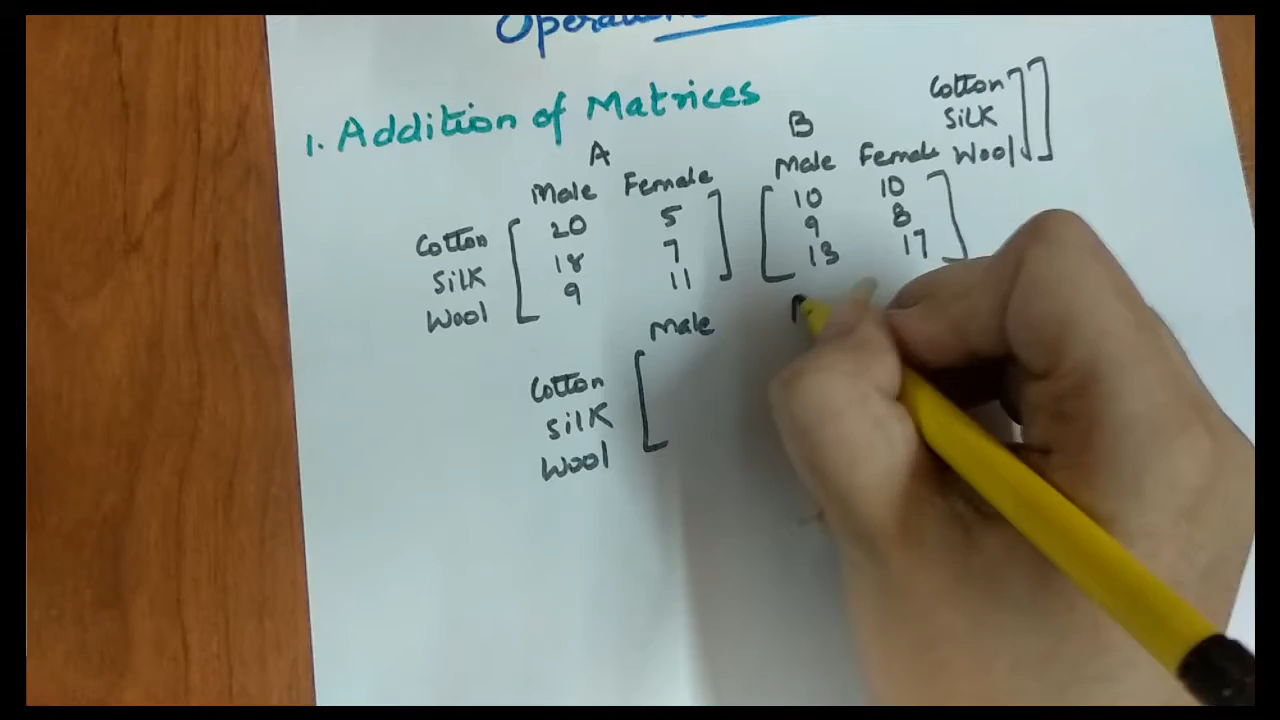 1. Addition of Matrices
A
Male Female
Cotton 20 5
Silk 18 7
Wool 9 11
B
Male Female
10 10
9 8
13 17
Cotton
Silk
Wool
Male
Cotton
Silk
Wool